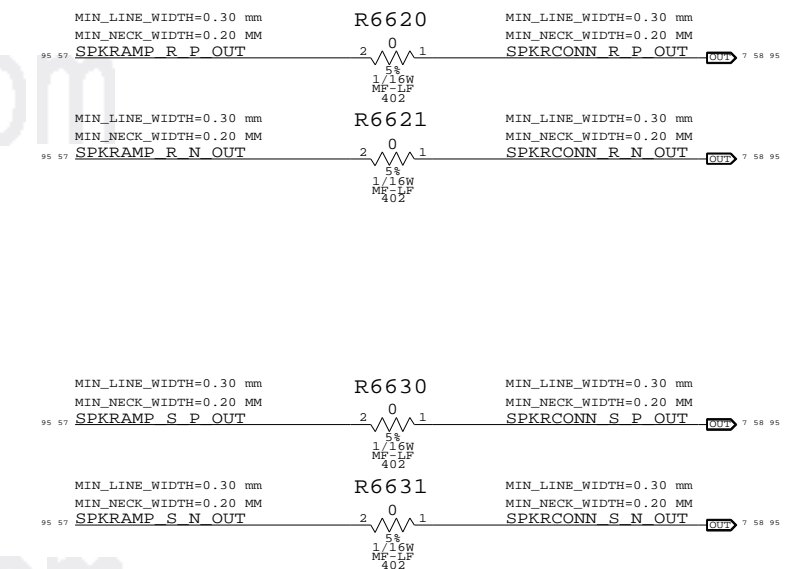 MIN_LINE_WIDTH=0.30 mm R6620 MIN_LINE_WIDTH=0.30 mm
MIN_NECK_WIDTH=0.20 MM 0 MIN_NECK_WIDTH=0.20 MM
95 57 SPKRAMP_R_P_OUT 2 1 SPKRCONN_R_P_OUT OUT 7 58 95
5%
1/16W
MF-LF
402
MIN_LINE_WIDTH=0.30 mm R6621 MIN_LINE_WIDTH=0.30 mm
MIN_NECK_WIDTH=0.20 MM 0 MIN_NECK_WIDTH=0.20 MM
95 57 SPKRAMP_R_N_OUT 2 1 SPKRCONN_R_N_OUT OUT 7 58 95
5%
1/16W
MF-LF
402
MIN_LINE_WIDTH=0.30 mm R6630 MIN_LINE_WIDTH=0.30 mm
MIN_NECK_WIDTH=0.20 MM 0 MIN_NECK_WIDTH=0.20 MM
95 57 SPKRAMP_S_P_OUT 2 1 SPKRCONN_S_P_OUT OUT 7 58 95
5%
1/16W
MF-LF
402
MIN_LINE_WIDTH=0.30 mm R6631 MIN_LINE_WIDTH=0.30 mm
MIN_NECK_WIDTH=0.20 MM 0 MIN_NECK_WIDTH=0.20 MM
95 57 SPKRAMP_S_N_OUT 2 1 SPKRCONN_S_N_OUT OUT 7 58 95
5%
1/16W
MF-LF
402